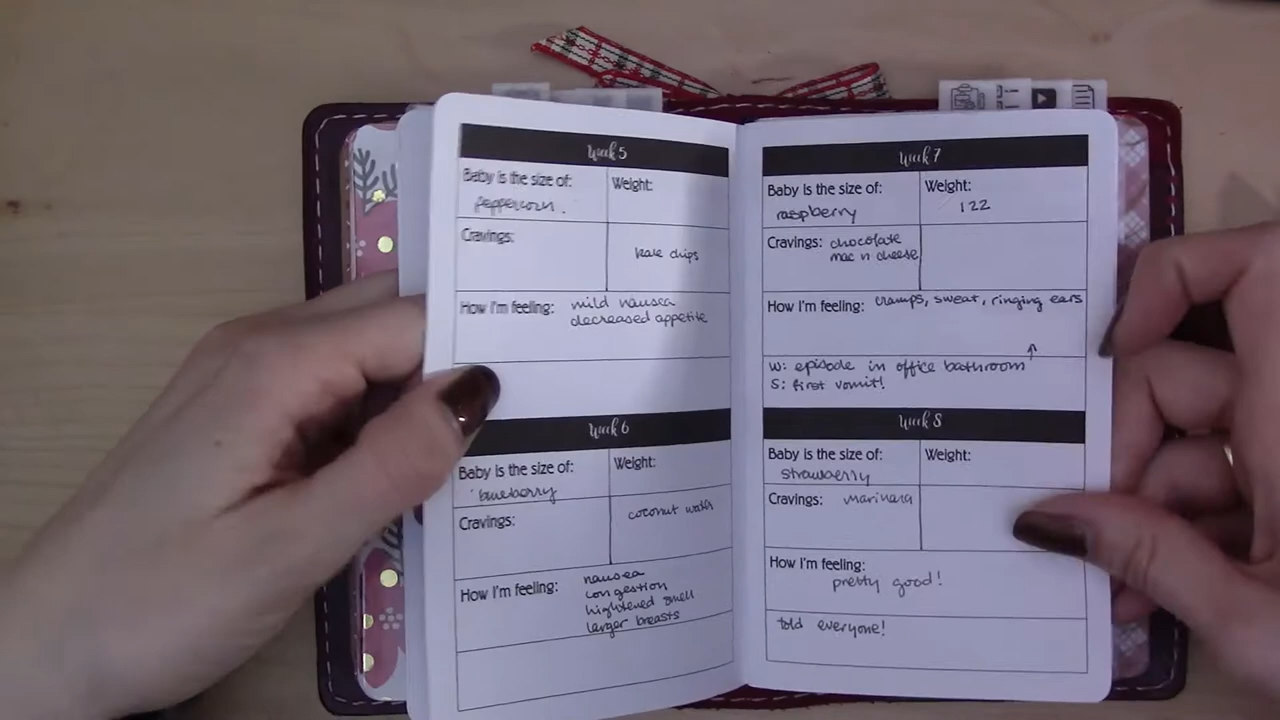 Week 5
Baby is the size of:
peppercorn.
Weight:
Cravings:
kale chips
How I'm feeling: mild nausea
decreased appetite
Week 6
Baby is the size of:
blueberry
Weight:
Cravings:
coconut water
How I'm feeling: nausea
congestion
hightened smell
larger breasts
Week 7
Baby is the size of:
raspberry
Weight:
122
Cravings: chocolate
mac n cheese
How I'm feeling: cramps, sweat, ringing ears
W: episode in office bathroom
S: first vomit!
Week 8
Baby is the size of:
strawberry
Weight:
Cravings: marinara
How I'm feeling:
pretty good!
told everyone!